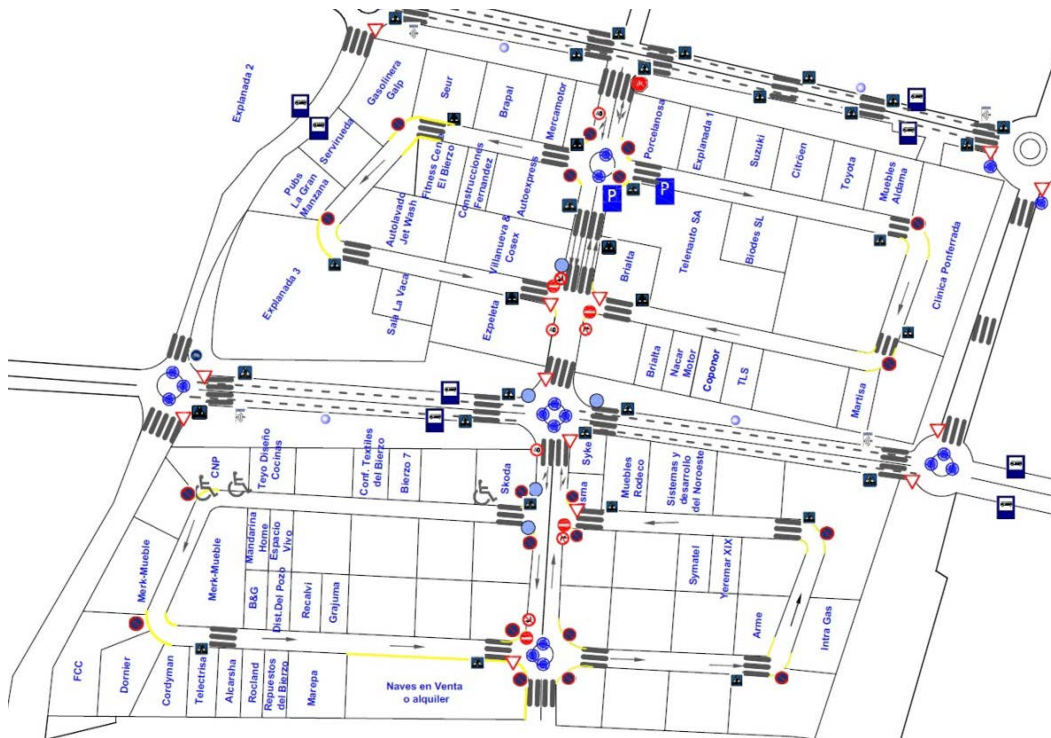 Explanada 2
Gasolinera
Galp
Seur
Brapal
Mercamotor
Porcelanosa
Explanada 1
Suzuki
Citröen
Toyota
Muebles
Aldama
Servirueda
Pubs
La Gran
Manzana
Fitness Cen
El Bierzo
Construcciones
Fernandez
Autoexpress
P
P
Autolavado
Jet Wash
Villanueva &
Cosex
Brialta
Telenauto SA
Biodes SL
Clinica Ponferrada
Explanada 3
Sala La Vaca
Ezpeleta
Brialta
Nacar
Motor
Copopor
TLS
Martisa
CNP
Teyo Diseño
Cocinas
Conf. Textiles
del Bierzo
Bierzo 7
Skoda
Syke
Muebles
Rodeco
Sistemas y
desarrollo
del Noroeste
Merk-Mueble
Merk-Mueble
Mandarina
Home
Espacio
Vivo
B&G
Dist.Del Pozo
Recalvi
Grajuma
Symatel
Yeremar XIX
Arme
Intra Gas
FCC
Dornier
Cordyman
Telectrisa
Alcarsha
Rocland
Repuestos
del Bierzo
Marepa
Naves en Venta
o alquiler